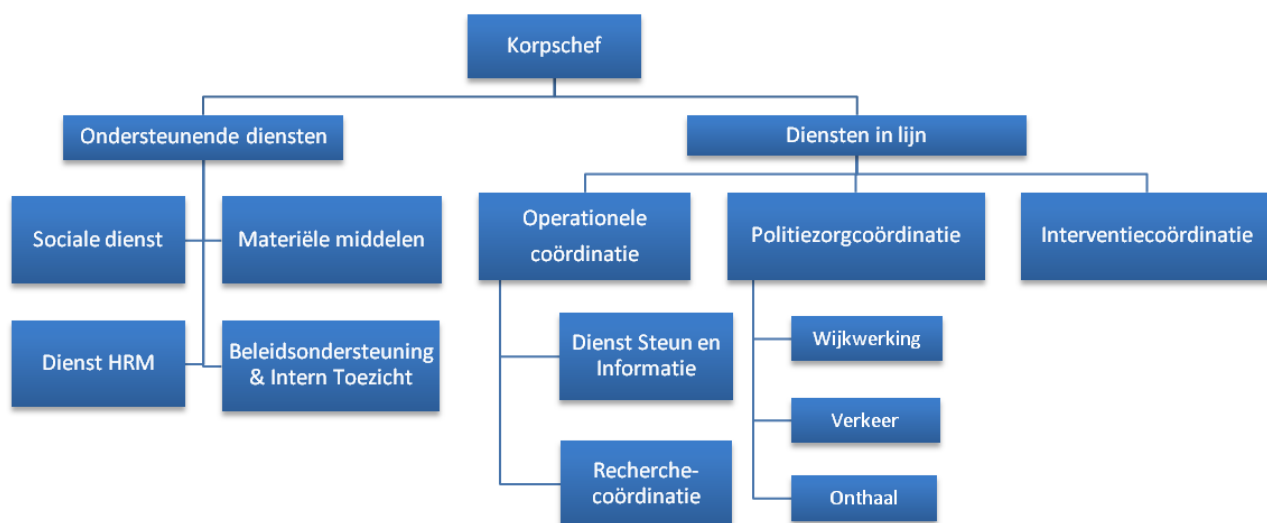 Korpschef
Ondersteunende diensten
Diensten in lijn
Sociale dienst
Materiële middelen
Dienst HRM
Beleidsondersteuning
& Intern Toezicht
Operationele
coördinatie
Dienst Steun en
Informatie
Recherche-
coördinatie
Politiezorgcoördinatie
Wijkwerking
Verkeer
Onthaal
Interventiecoördinatie